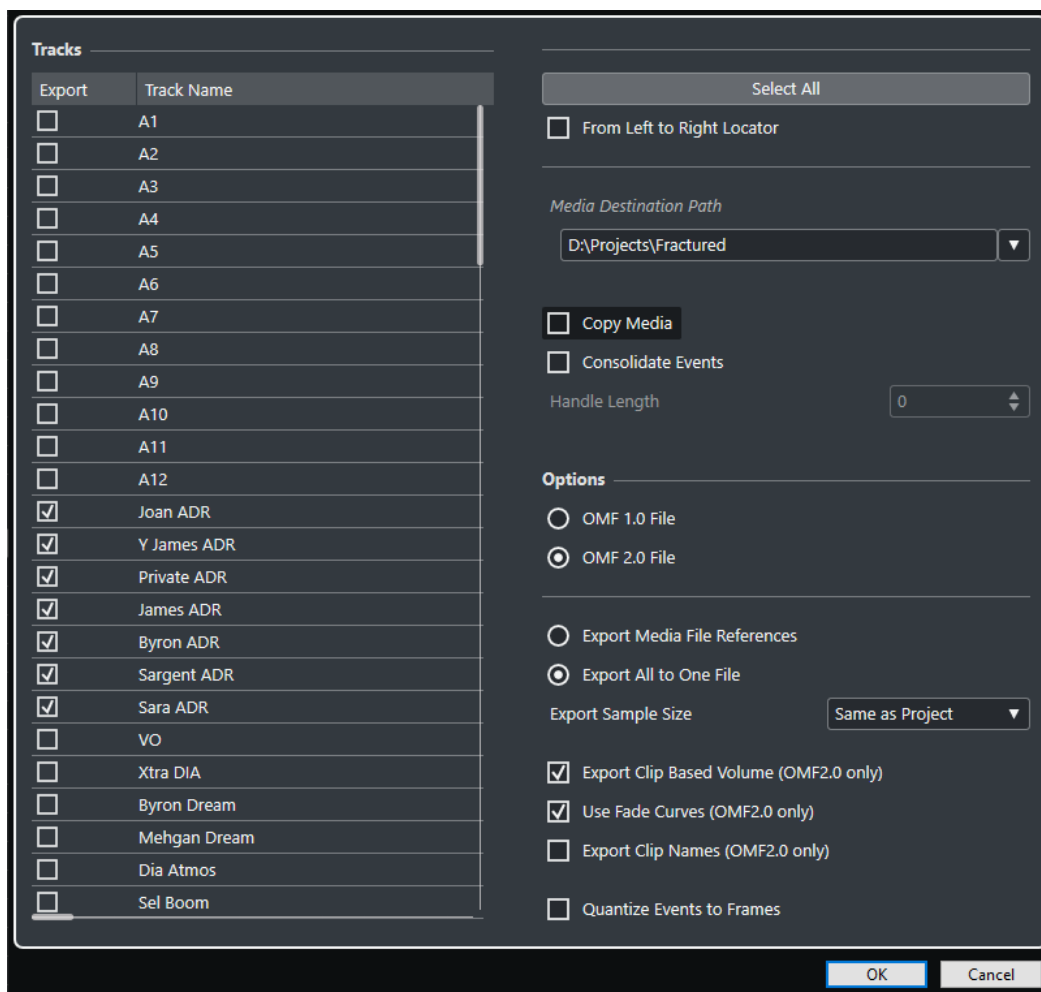 Tracks
Export Track Name
A1
A2
A3
A4
A5
A6
A7
A8
A9
A10
A11
A12
Joan ADR
Y James ADR
Private ADR
James ADR
Byron ADR
Sargent ADR
Sara ADR
VO
Xtra DIA
Byron Dream
Mehgan Dream
Dia Atmos
Sel Boom
Select All
From Left to Right Locator
Media Destination Path
D:\Projects\Fractured
Copy Media
Consolidate Events
Handle Length 0
Options
OMF 1.0 File
OMF 2.0 File
Export Media File References
Export All to One File
Export Sample Size Same as Project
Export Clip Based Volume (OMF2.0 only)
Use Fade Curves (OMF2.0 only)
Export Clip Names (OMF2.0 only)
Quantize Events to Frames
OK Cancel